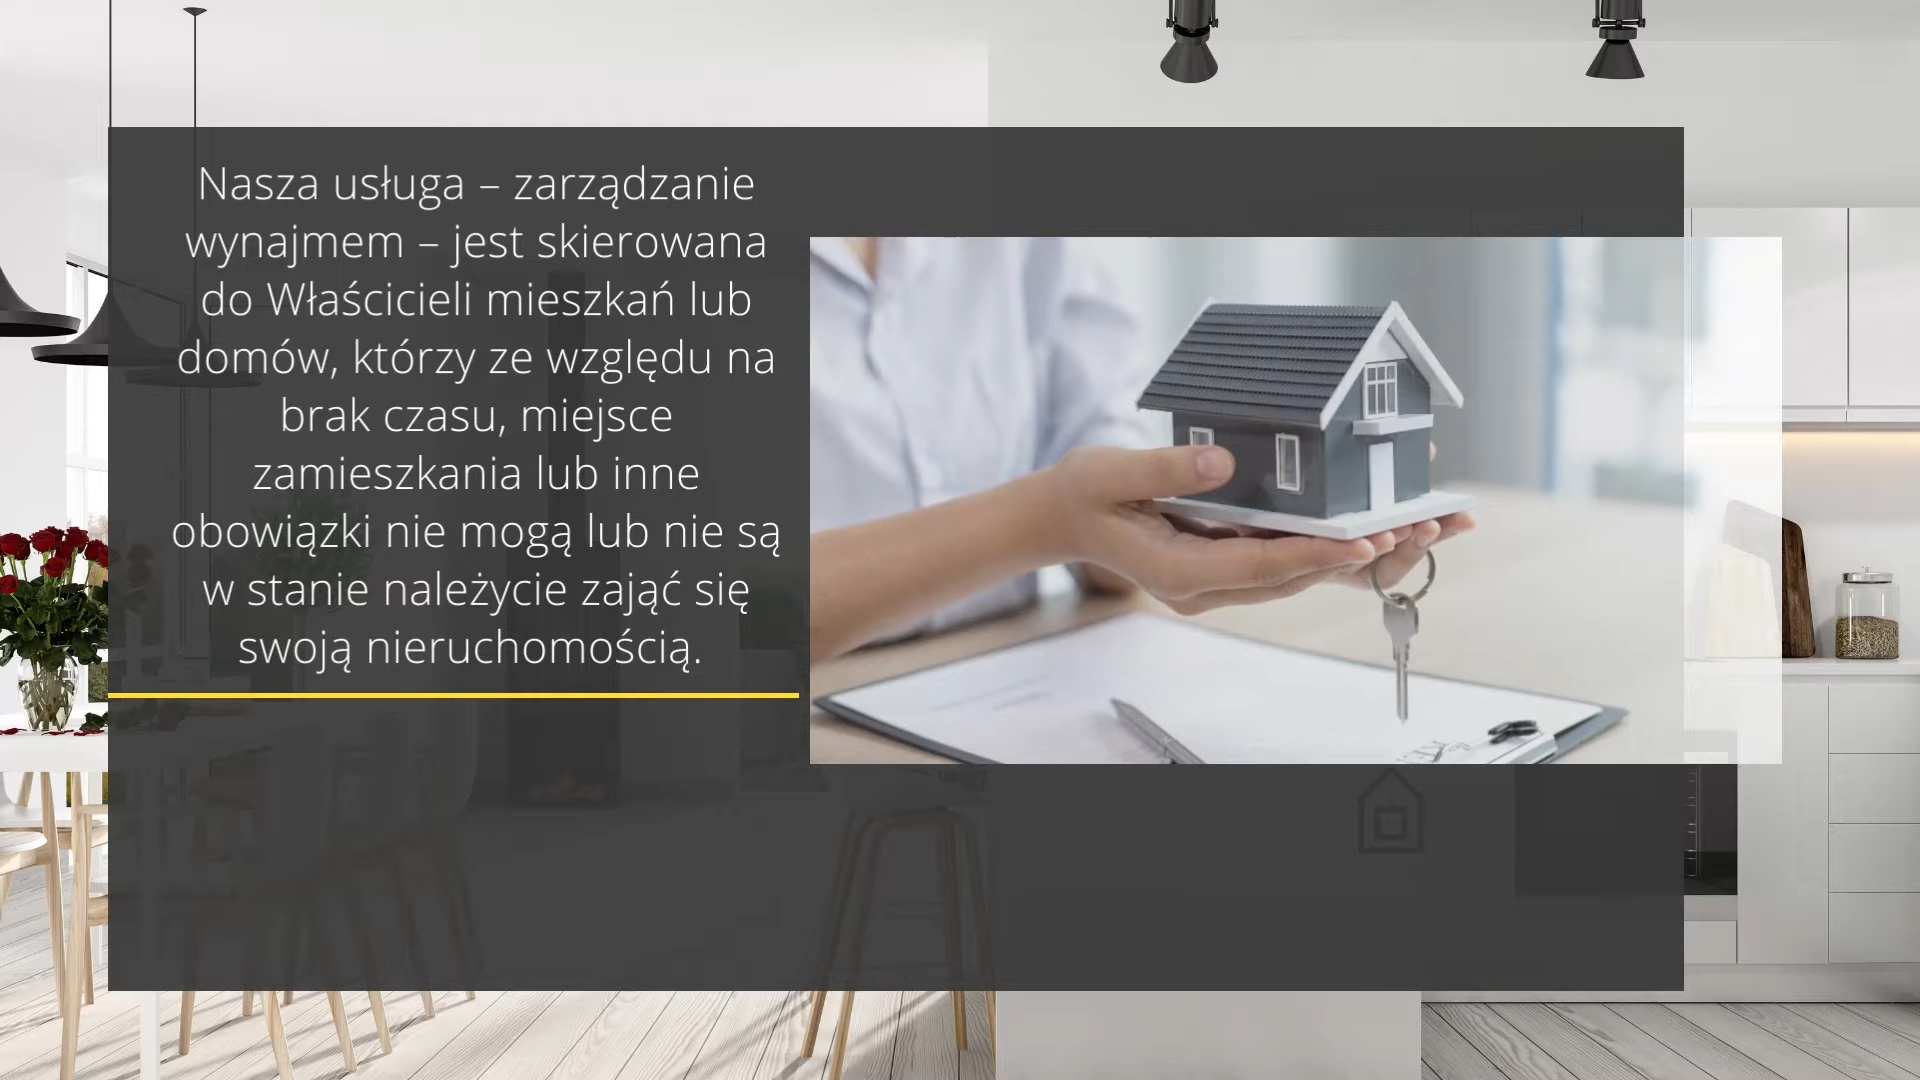 Nasza usługa – zarządzanie
wynajmem – jest skierowana
do Właścicieli mieszkań lub
domów, którzy ze względu na
brak czasu, miejsce
zamieszkania lub inne
obowiązki nie mogą lub nie są
w stanie należycie zająć się
swoją nieruchomością.